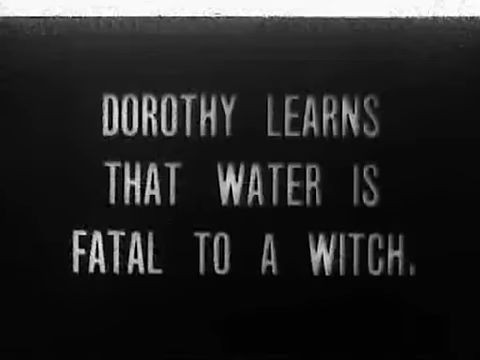 DOROTHY LEARNS
THAT WATER IS
FATAL TO A WITCH.